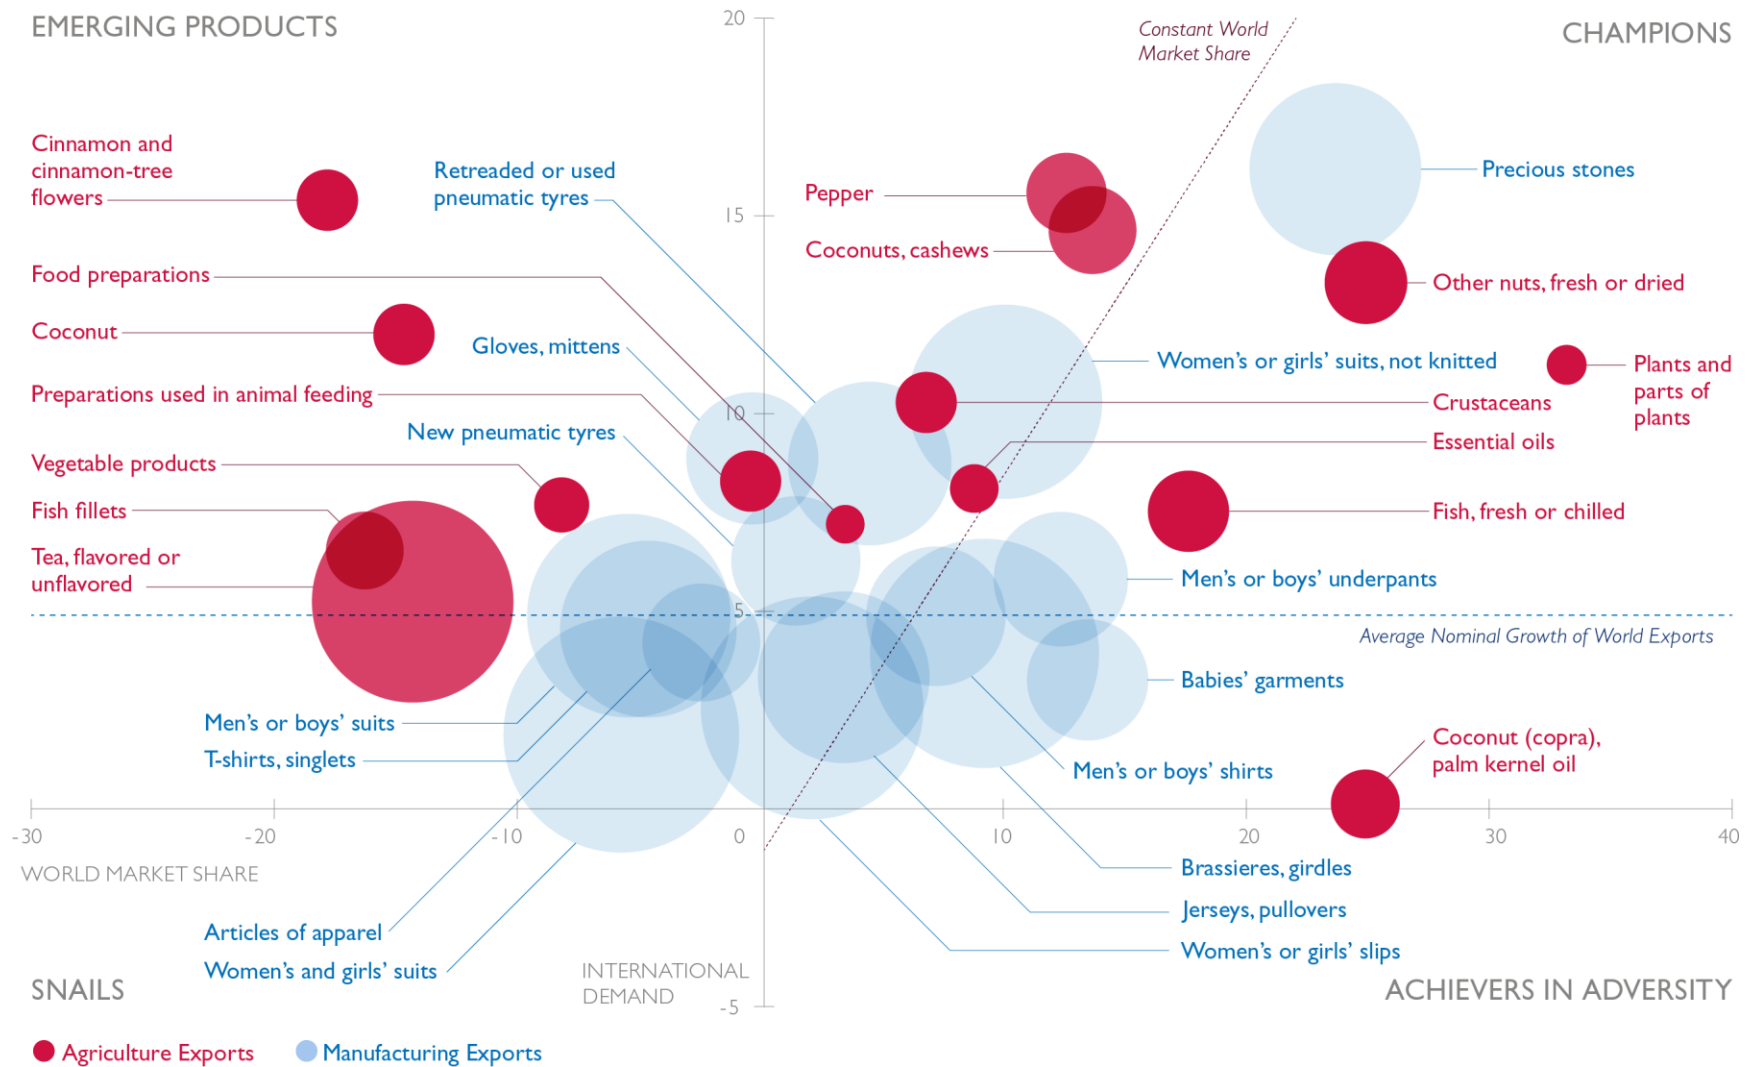 EMERGING PRODUCTS
20
Constant World
Market Share
CHAMPIONS
Cinnamon and
cinnamon-tree
flowers
Retreaded or used
pneumatic tyres
Precious stones
Pepper
15
Coconuts, cashews
Food preparations
Other nuts, fresh or dried
Coconut
Gloves, mittens
Women's or girls' suits, not knitted
Plants and
parts of
plants
Preparations used in animal feeding
10
Crustaceans
New pneumatic tyres
Essential oils
Vegetable products
Fish fillets
Fish, fresh or chilled
Tea, flavored or
unflavored
Men's or boys' underpants
5
Average Nominal Growth of World Exports
Babies' garments
Men's or boys' suits
T-shirts, singlets
Coconut (copra),
palm kernel oil
Men's or boys' shirts
-30
-20
-10
0
10
20
30
40
WORLD MARKET SHARE
Brassieres, girdles
Jerseys, pullovers
Articles of apparel
Women's or girls' slips
Women's and girls' suits
INTERNATIONAL
DEMAND
SNAILS
ACHIEVERS IN ADVERSITY
-5
Agriculture Exports
Manufacturing Exports